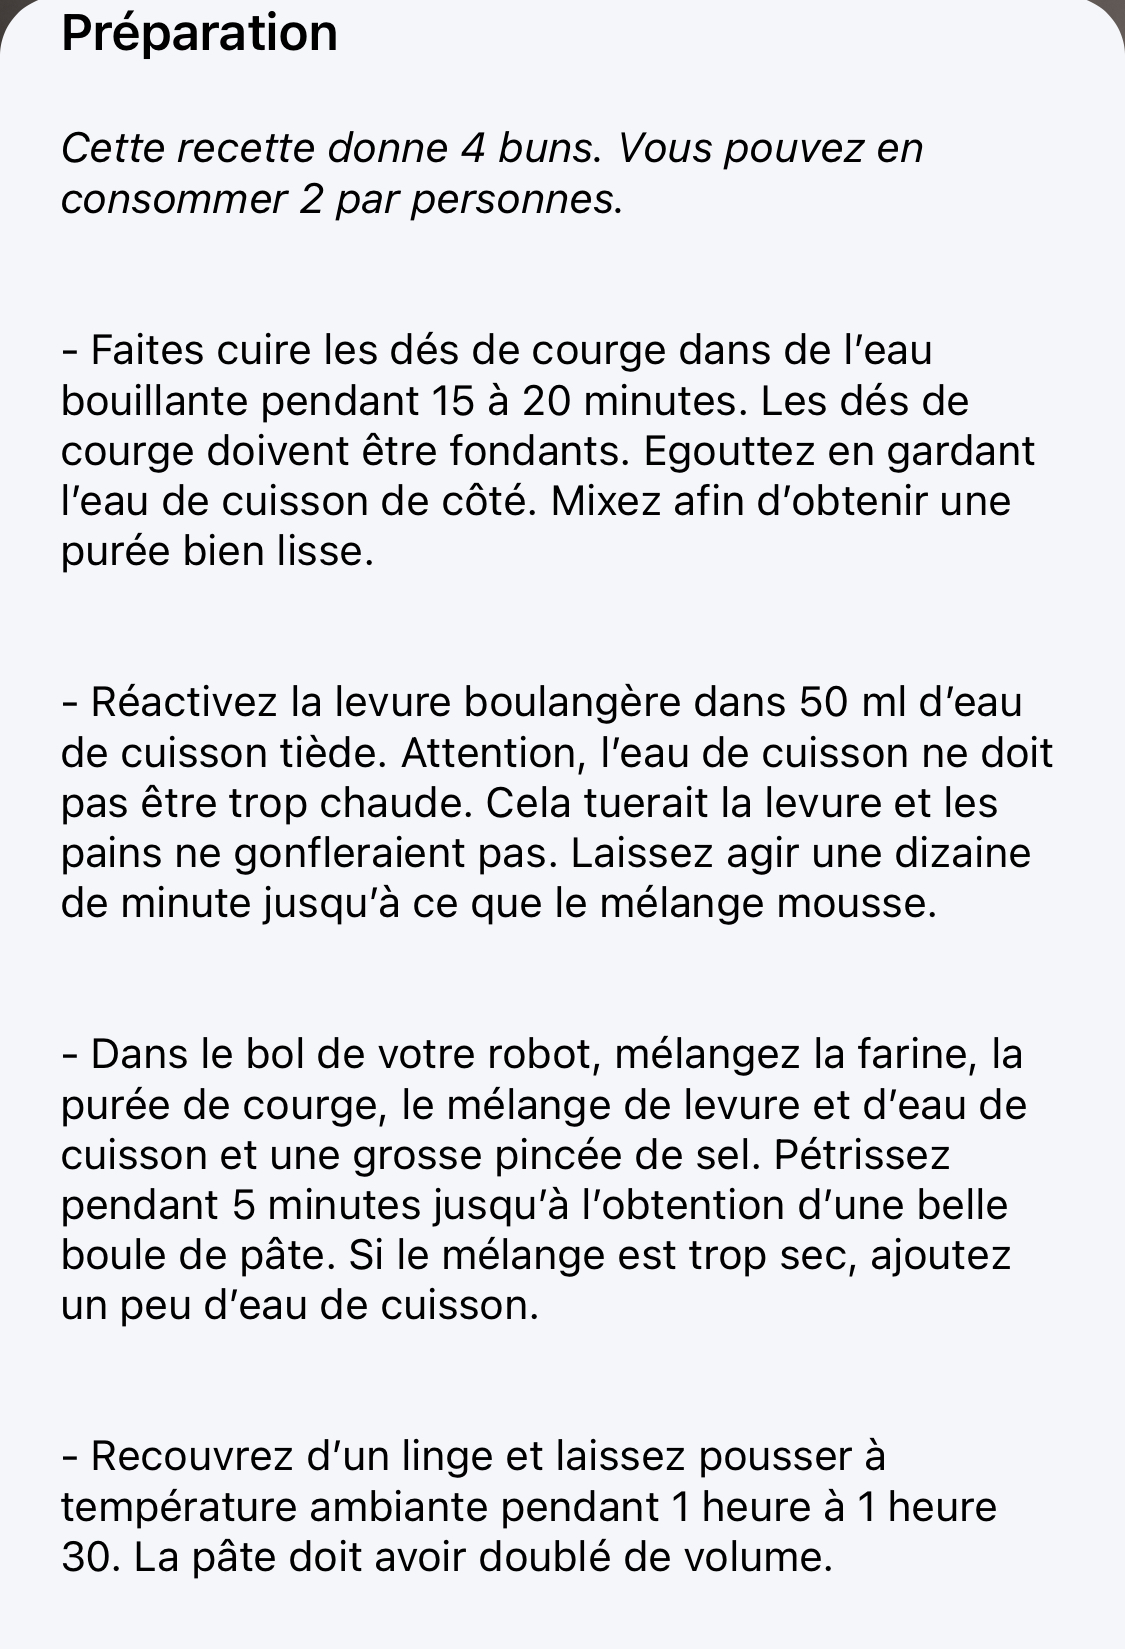 Préparation
Cette recette donne 4 buns. Vous pouvez en
consommer 2 par personnes.
- Faites cuire les dés de courge dans de l’eau
bouillante pendant 15 à 20 minutes. Les dés de
courge doivent être fondants. Egouttez en gardant
l’eau de cuisson de côté. Mixez afin d’obtenir une
purée bien lisse.
- Réactivez la levure boulangère dans 50 ml d’eau
de cuisson tiède. Attention, l’eau de cuisson ne doit
pas être trop chaude. Cela tuerait la levure et les
pains ne gonfleraient pas. Laissez agir une dizaine
de minute jusqu’à ce que le mélange mousse.
- Dans le bol de votre robot, mélangez la farine, la
purée de courge, le mélange de levure et d’eau de
cuisson et une grosse pincée de sel. Pétrissez
pendant 5 minutes jusqu’à l’obtention d’une belle
boule de pâte. Si le mélange est trop sec, ajoutez
un peu d’eau de cuisson.
- Recouvrez d’un linge et laissez pousser à
température ambiante pendant 1 heure à 1 heure
30. La pâte doit avoir doublé de volume.